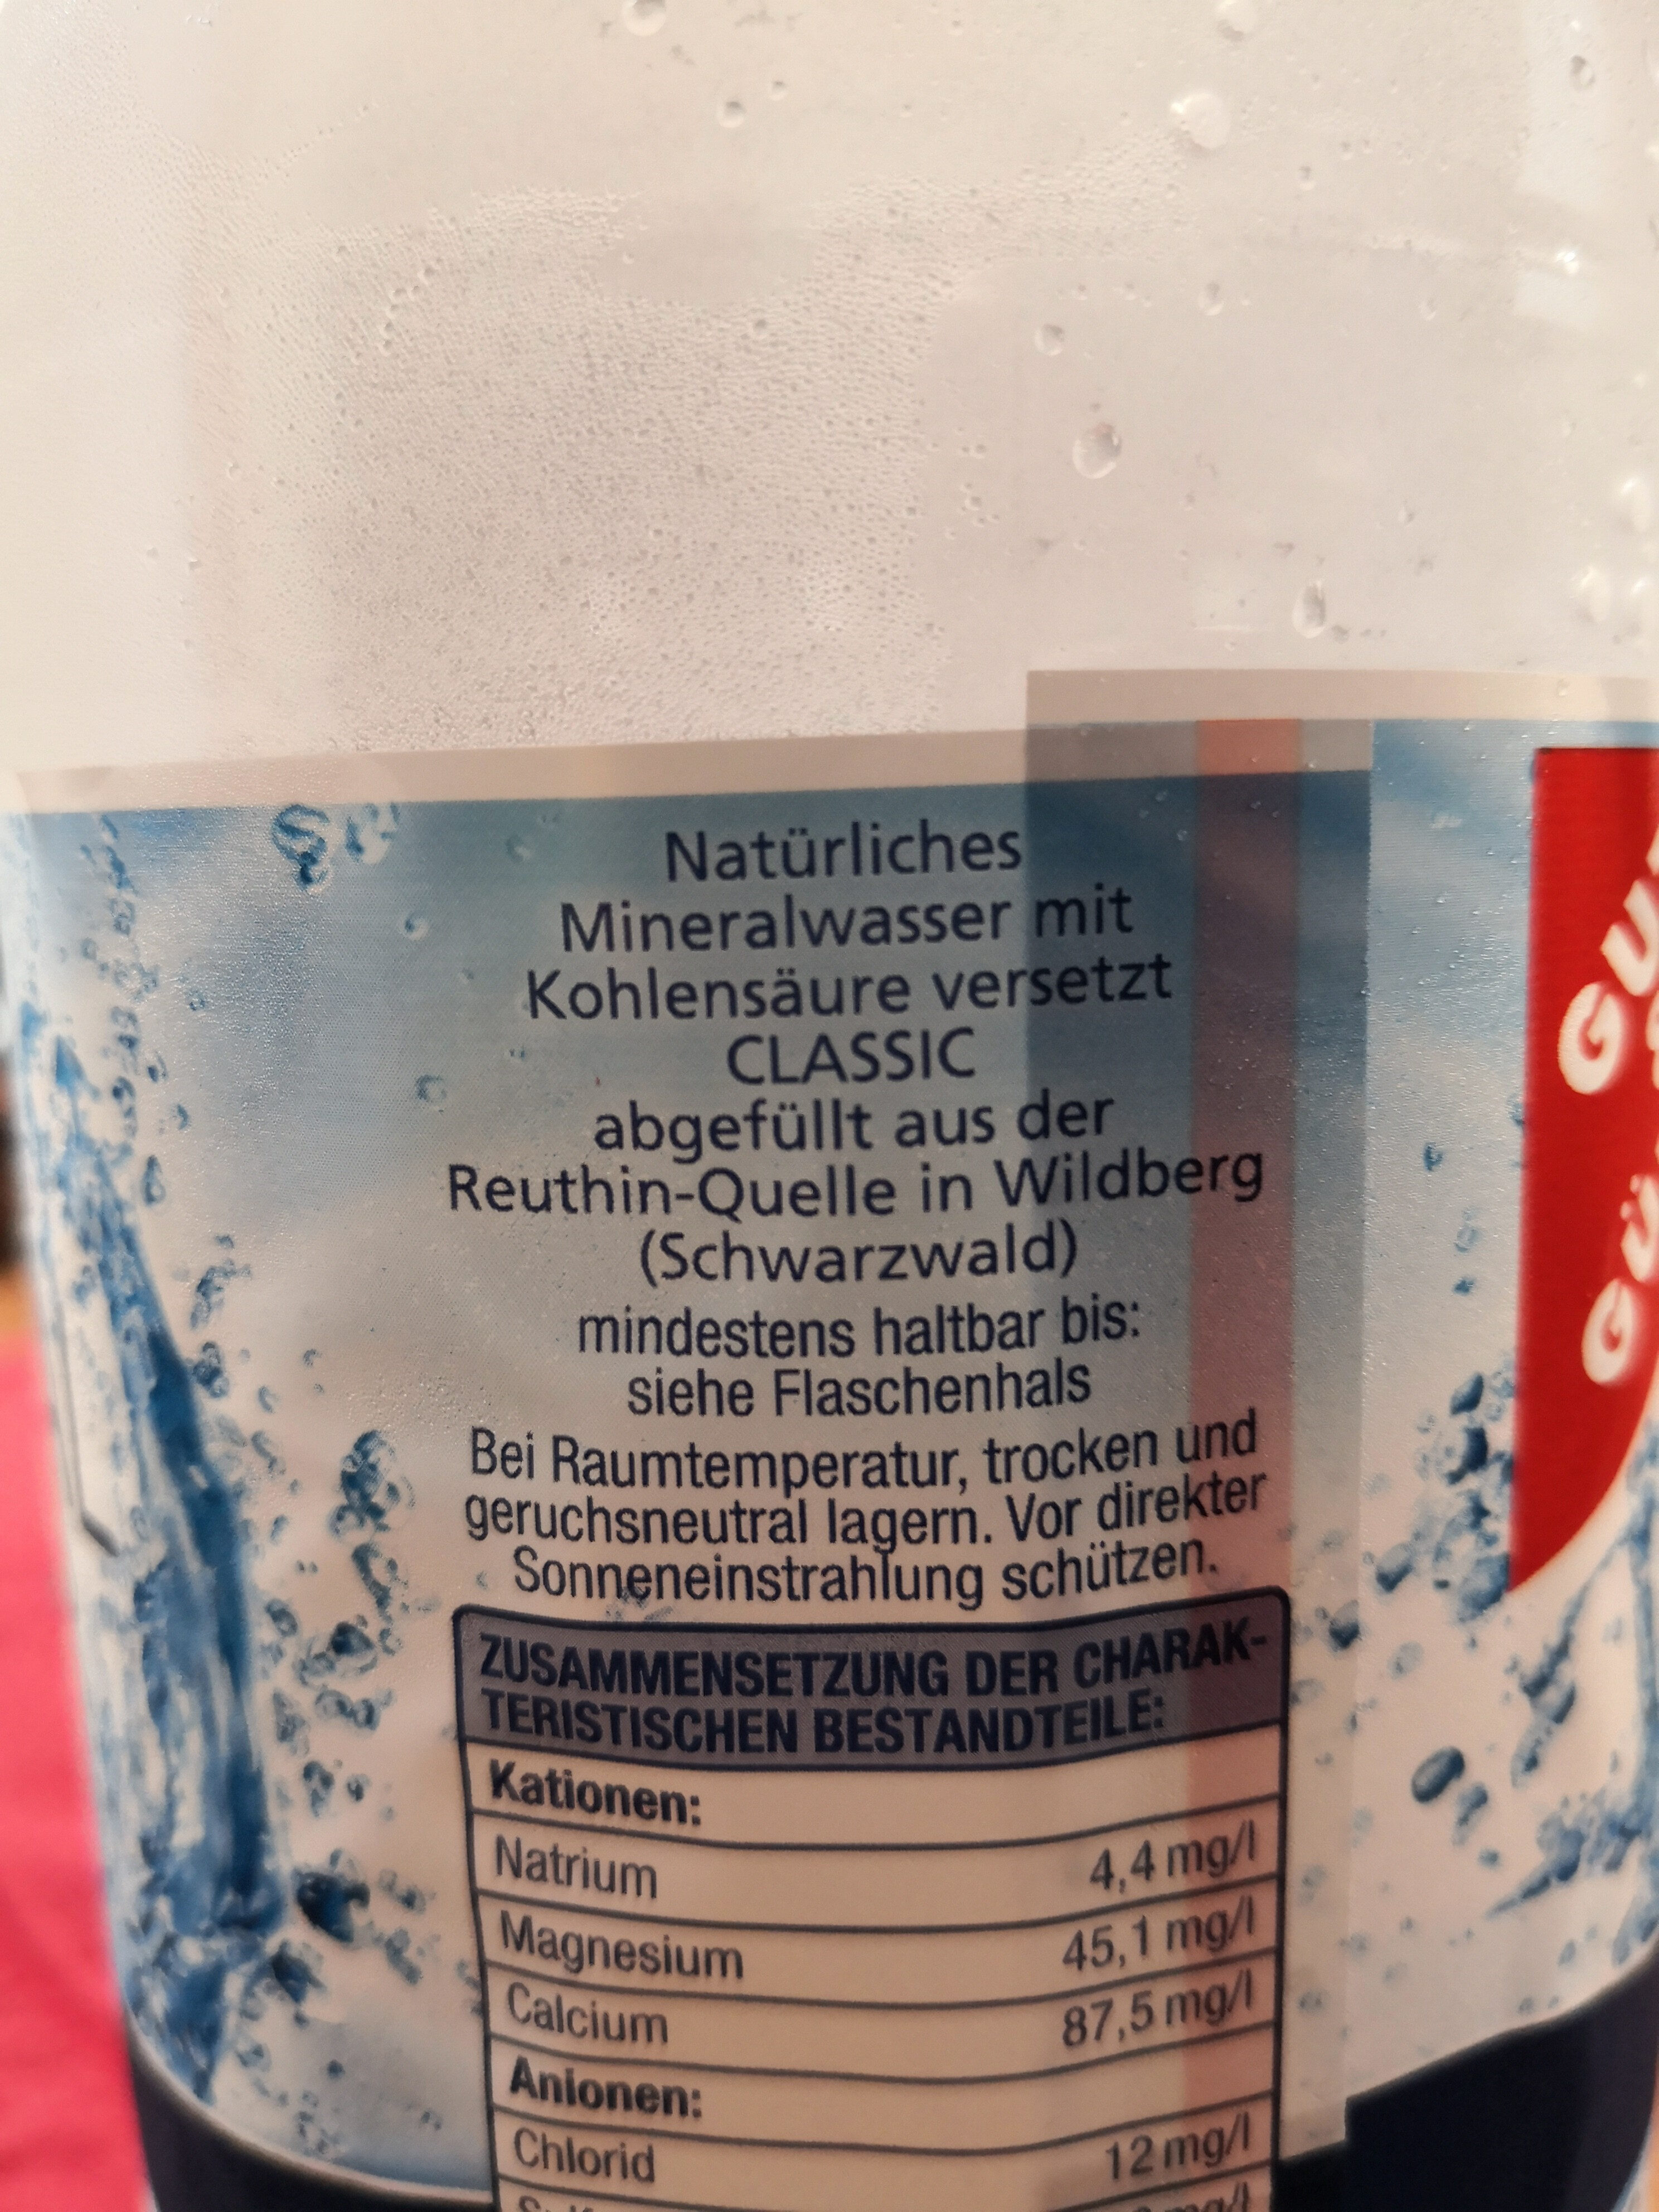 Natürliches
Mineralwasser mit
Kohlensäure versetzt
CLASSIC
abgefüllt aus der
Reuthin-Quelle in Wildberg
(Schwarzwald)
mindestens haltbar bis:
siehe Flaschenhals
Bei Raumtemperatur, trocken und
geruchsneutral lagern. Vor direkter
Sonneneinstrahlung schützen.
ZUSAMMENSETZUNG DER CHARAK-
TERISTISCHEN BESTANDTEILE:
Kationen:
Natrium 4,4 mg/l
Magnesium 45,1 mg/l
Calcium 87,5 mg/l
Anionen:
Chlorid 12 mg/l
mg/l